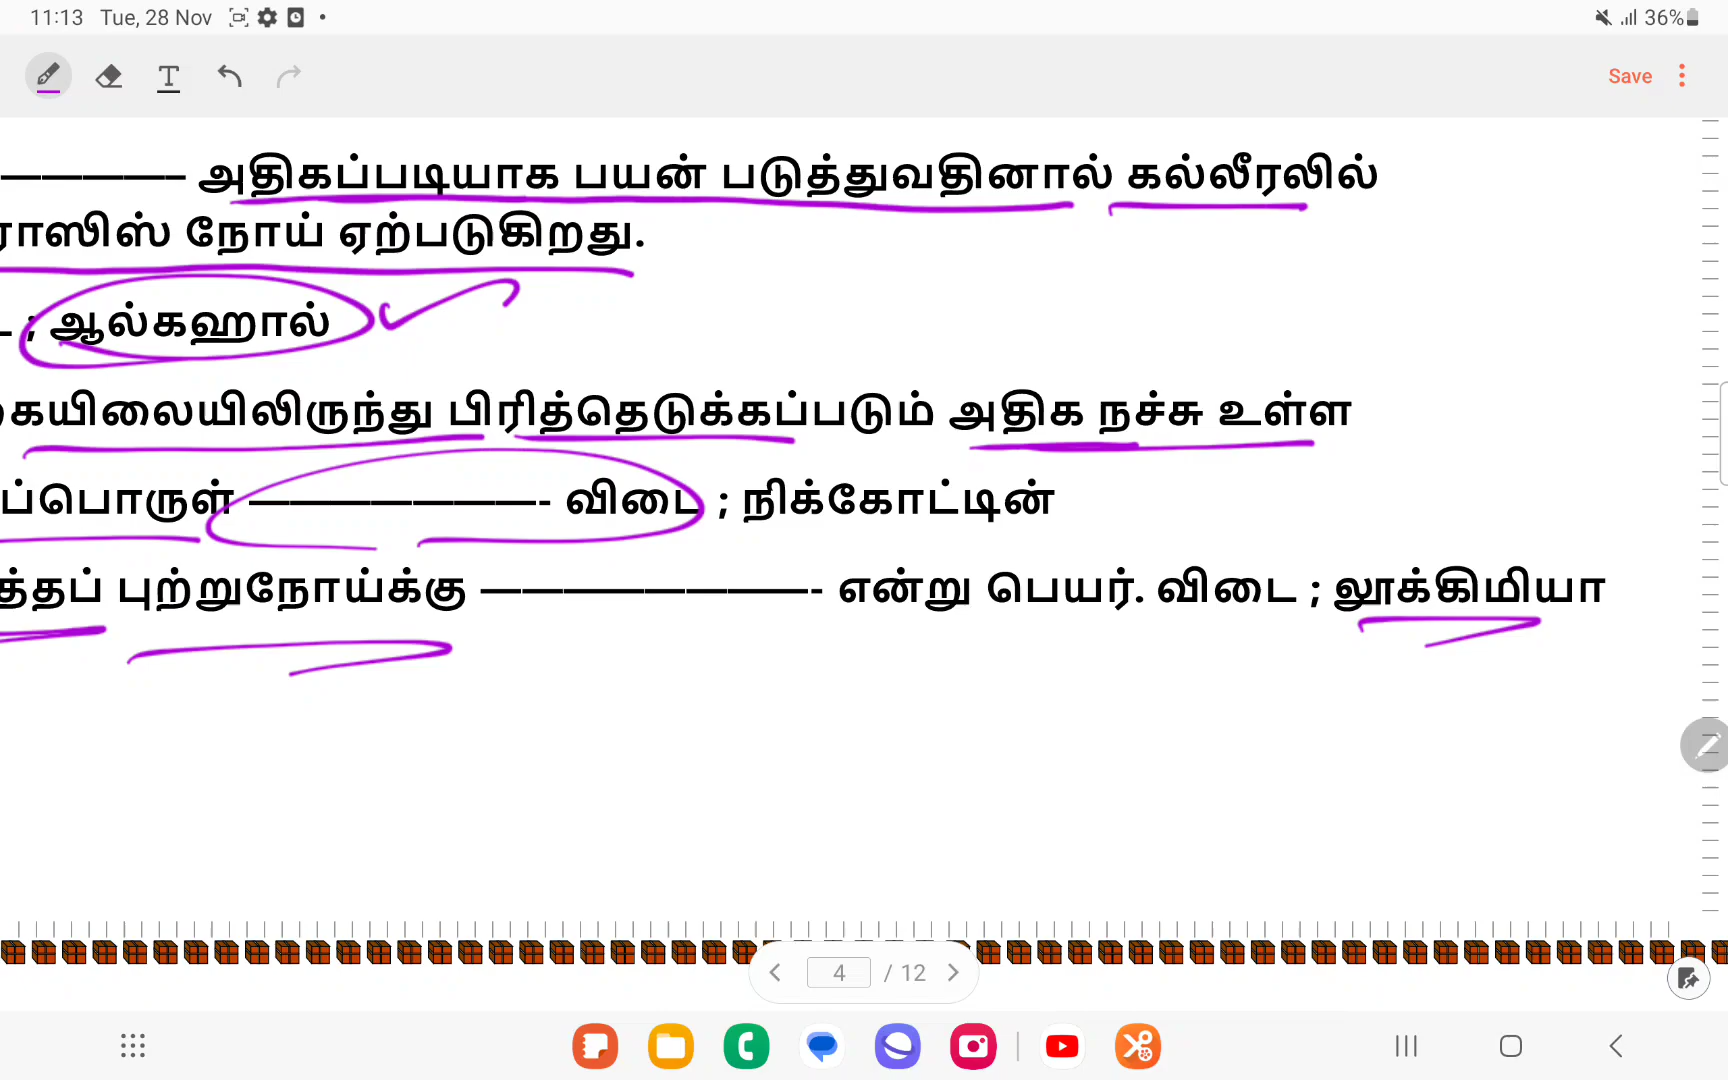 11:13 Tue, 28 Nov
36%
Save
—————– அதிகப்படியாக பயன் படுத்துவதினால் கல்லீரலில்
ராஸிஸ் நோய் ஏற்படுகிறது.
; ஆல்கஹால்
கையிலையிலிருந்து பிரித்தெடுக்கப்படும் அதிக நச்சு உள்ள
ப்பொருள் ———————- விடை ; நிக்கோட்டின்
த்தப் புற்றுநோய்க்கு ————————- என்று பெயர். விடை ; லூக்கிமியா
4 / 12